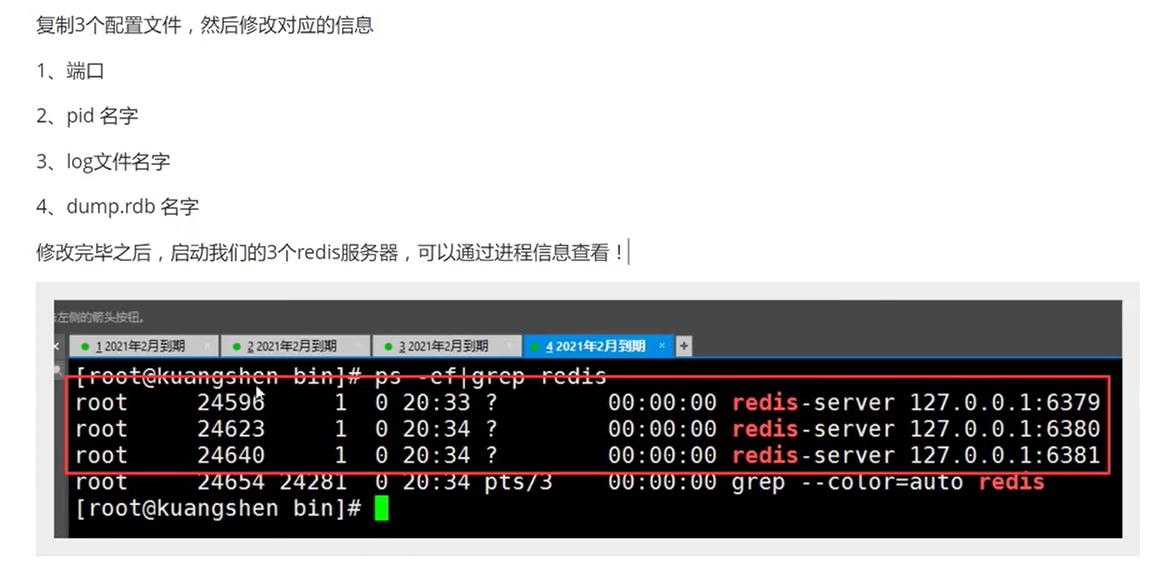 复制3个配置文件，然后修改对应的信息
1、端口
2、pid 名字
3、log文件名字
4、dump.rdb 名字
修改完毕之后，启动我们的3个redis服务器，可以通过进程信息查看！
左侧的箭头按钮。
1 2021年2月到期 × 2 2021年2月到期 3 2021年2月到期 4 2021年2月到期 × +
[root@kuangshen bin]# ps -ef|grep redis
root 24596 1 0 20:33 ? 00:00:00 redis-server 127.0.0.1:6379
root 24623 1 0 20:34 ? 00:00:00 redis-server 127.0.0.1:6380
root 24640 1 0 20:34 ? 00:00:00 redis-server 127.0.0.1:6381
root 24654 24281 0 20:34 pts/3 00:00:00 grep --color=auto redis
[root@kuangshen bin]#